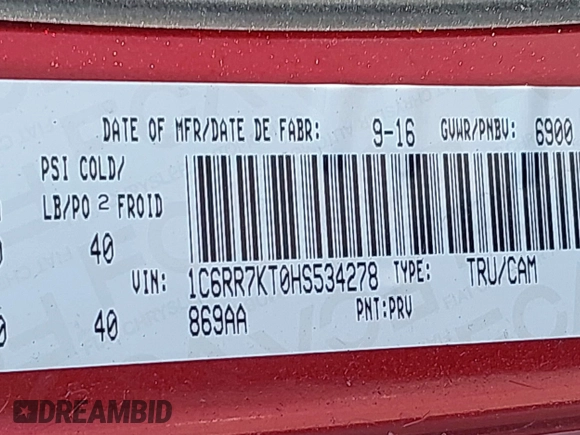 DATE OF MFR/DATE DE FABR: 9-16 GVWR/PNBV: 6900
PSI COLD/
LB/PO 2 FROID
40
VIN: 1C6RR7KT0HS534278 TYPE: TRU/CAM
40 869AA PNT:PRV
DREAMBID